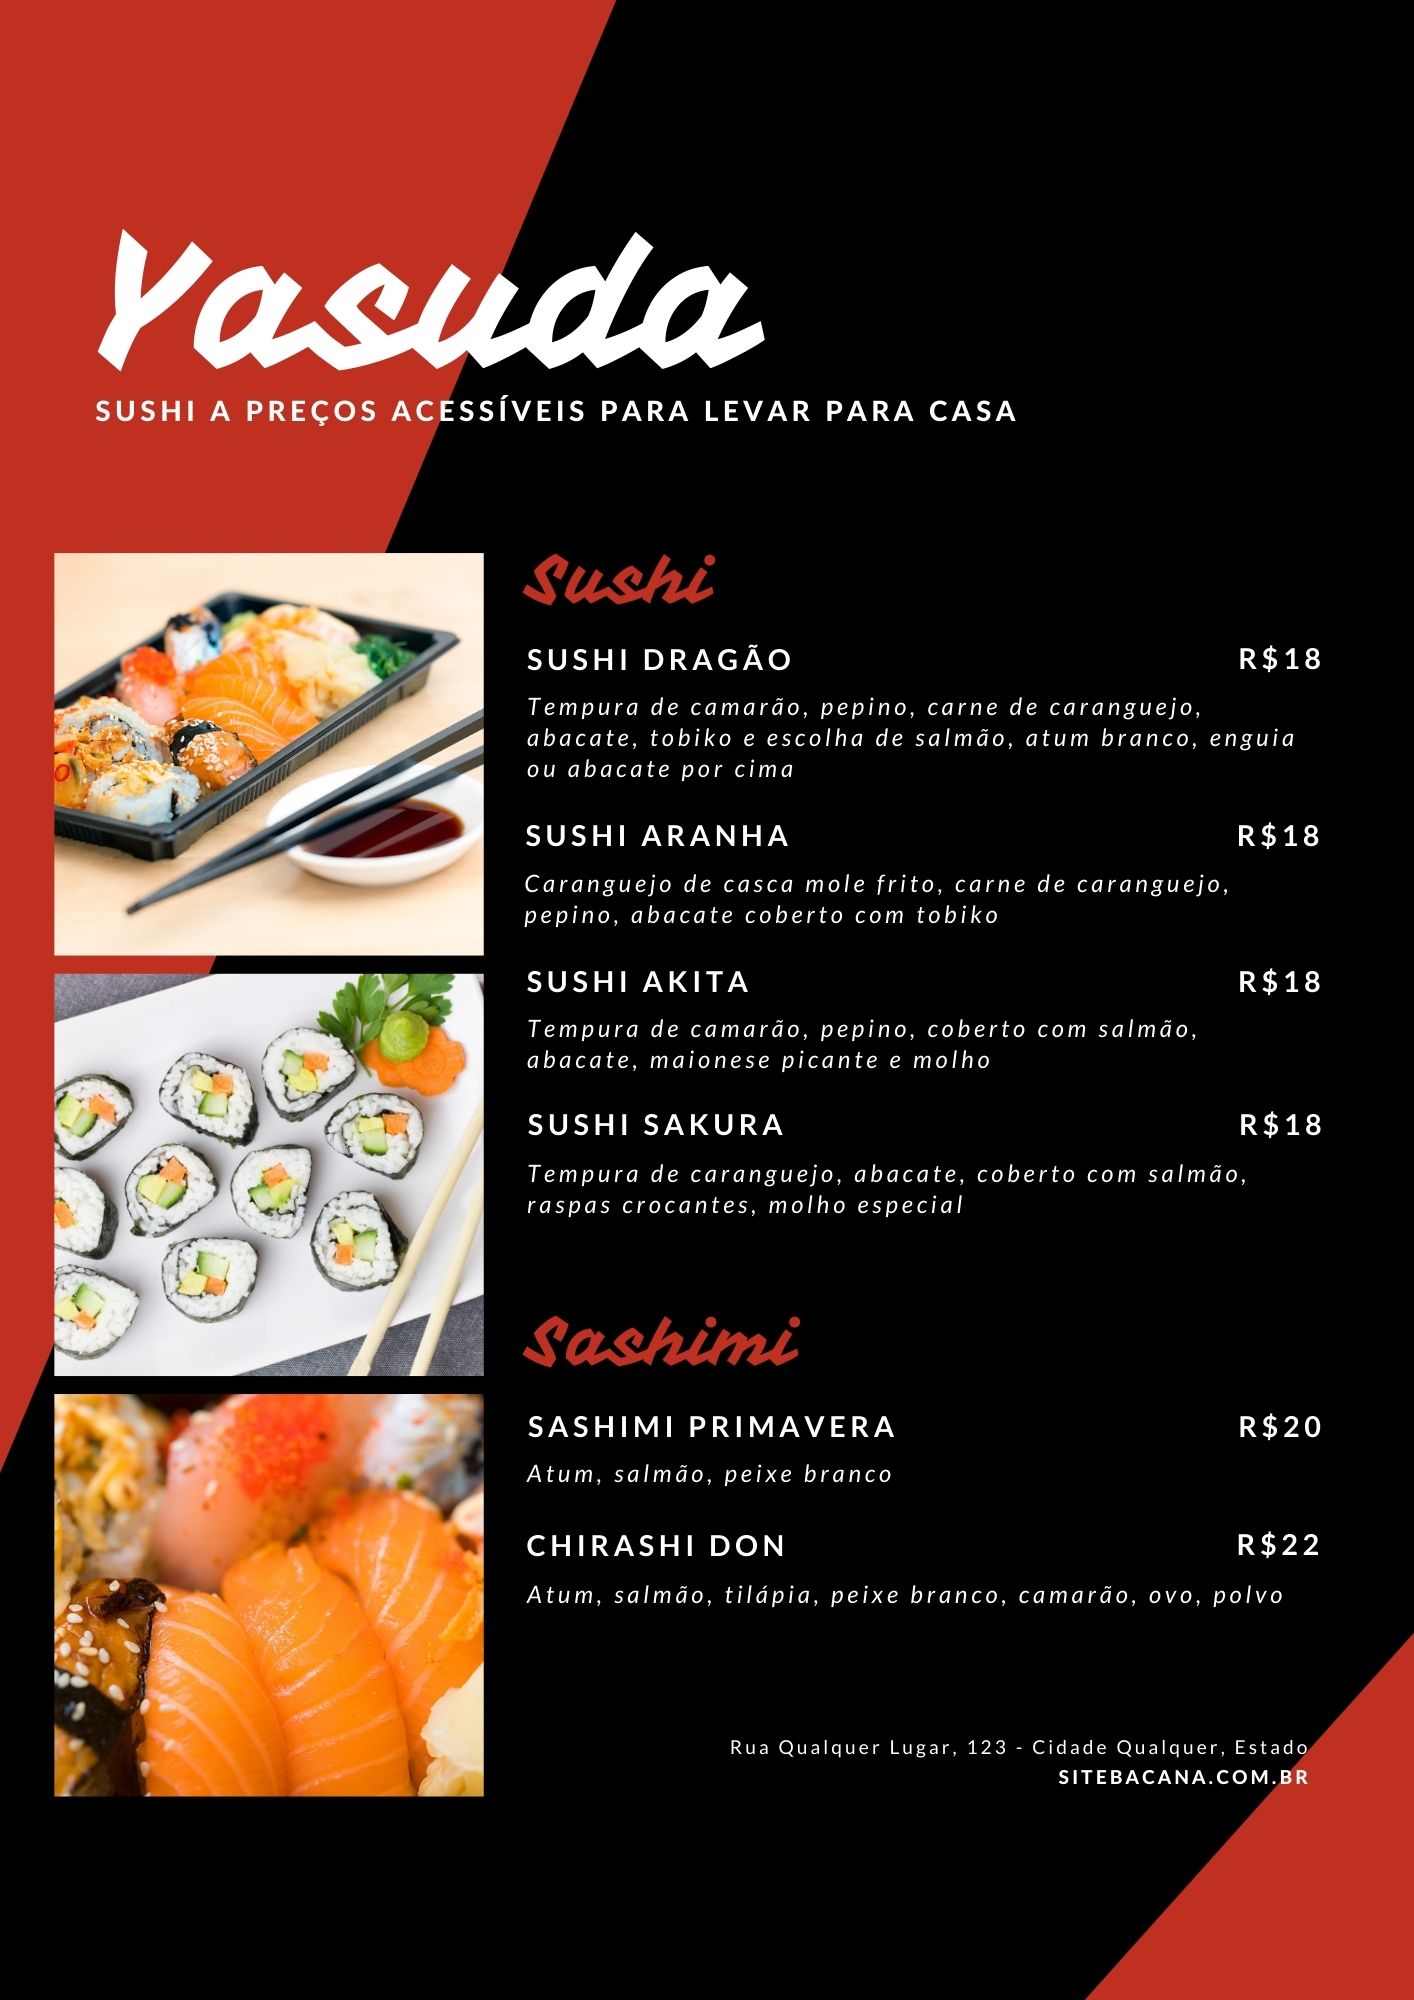 Yasuda
SUSHI A PREÇOS ACESSÍVEIS PARA LEVAR PARA CASA
Sushi
SUSHI DRAGÃO R$18
Tempura de camarão, pepino, carne de caranguejo,
abacate, tobiko e escolha de salmão, atum branco, enguia
ou abacate por cima
SUSHI ARANHA R$18
Caranguejo de casca mole frito, carne de caranguejo,
pepino, abacate coberto com tobiko
SUSHI AKITA R$18
Tempura de camarão, pepino, coberto com salmão,
abacate, maionese picante e molho
SUSHI SAKURA R$18
Tempura de caranguejo, abacate, coberto com salmão,
raspas crocantes, molho especial
Sashimi
SASHIMI PRIMAVERA R$20
Atum, salmão, peixe branco
CHIRASHI DON R$22
Atum, salmão, tilápia, peixe branco, camarão, ovo, polvo
Rua Qualquer Lugar, 123 - Cidade Qualquer, Estado
SITEBACANA.COM.BR